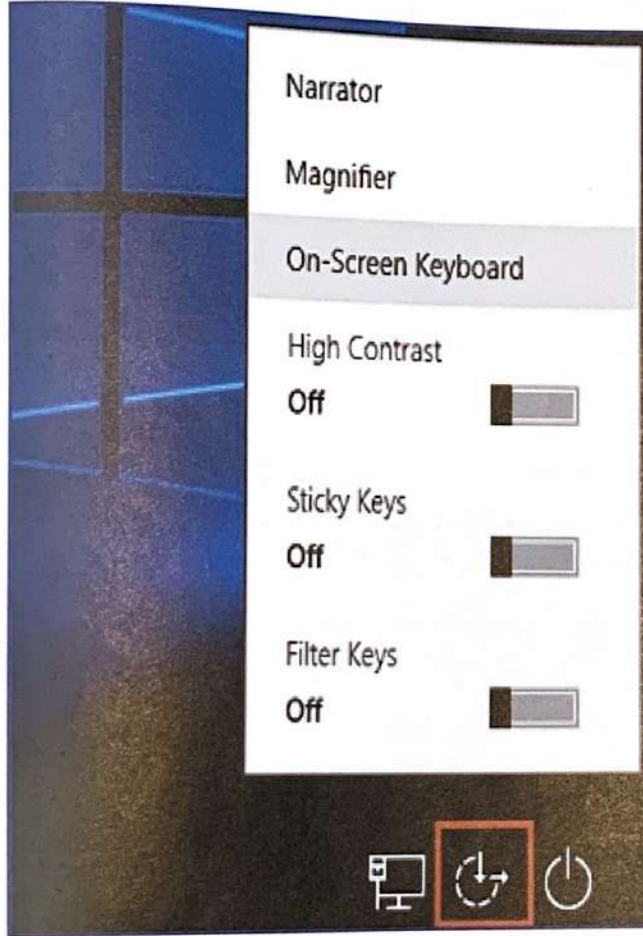 Narrator
Magnifier
On-Screen Keyboard
High Contrast
Off
Sticky Keys
Off
Filter Keys
Off